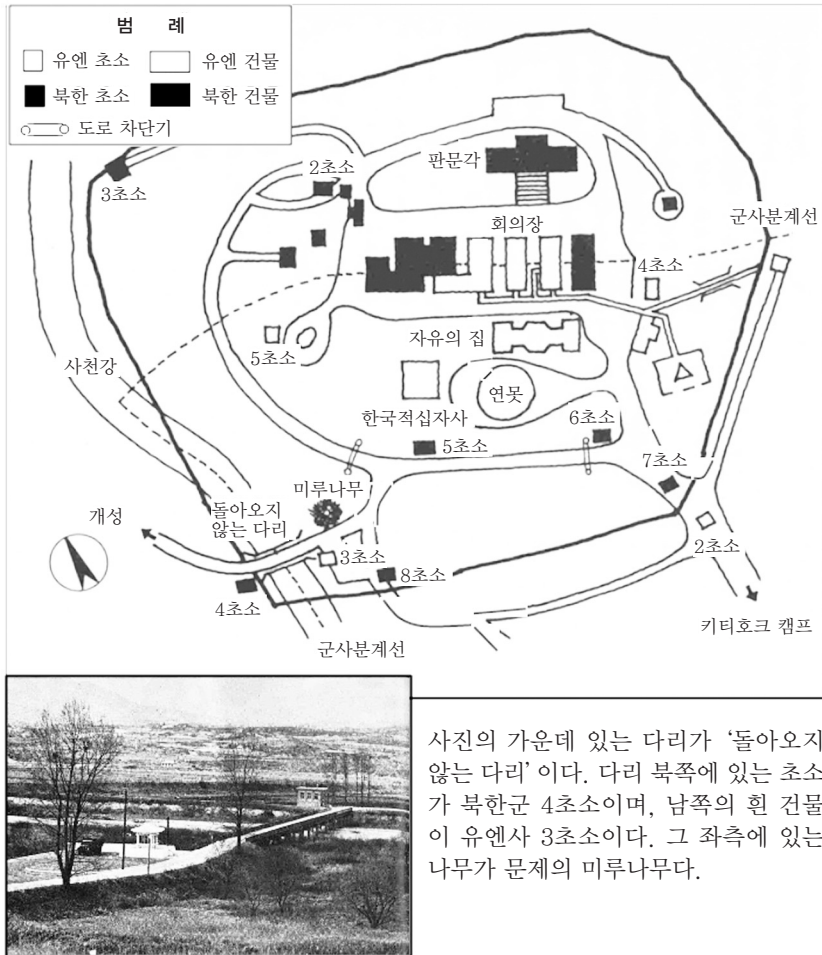 범 례
유엔 초소 유엔 건물
북한 초소 북한 건물
도로 차단기
3초소
2초소
판문각
회의장
군사분계선
4초소
5초소
자유의 집
사천강
연못
한국적십자사
6초소
5초소
7초소
미루나무
돌아오지
않는 다리
개성
3초소
2초소
8초소
4초소
군사분계선
키티호크 캠프
사진의 가운데 있는 다리가 ‘돌아오지
않는 다리’이다. 다리 북쪽에 있는 초소
가 북한군 4초소이며, 남쪽의 흰 건물
이 유엔사 3초소이다. 그 좌측에 있는
나무가 문제의 미루나무다.